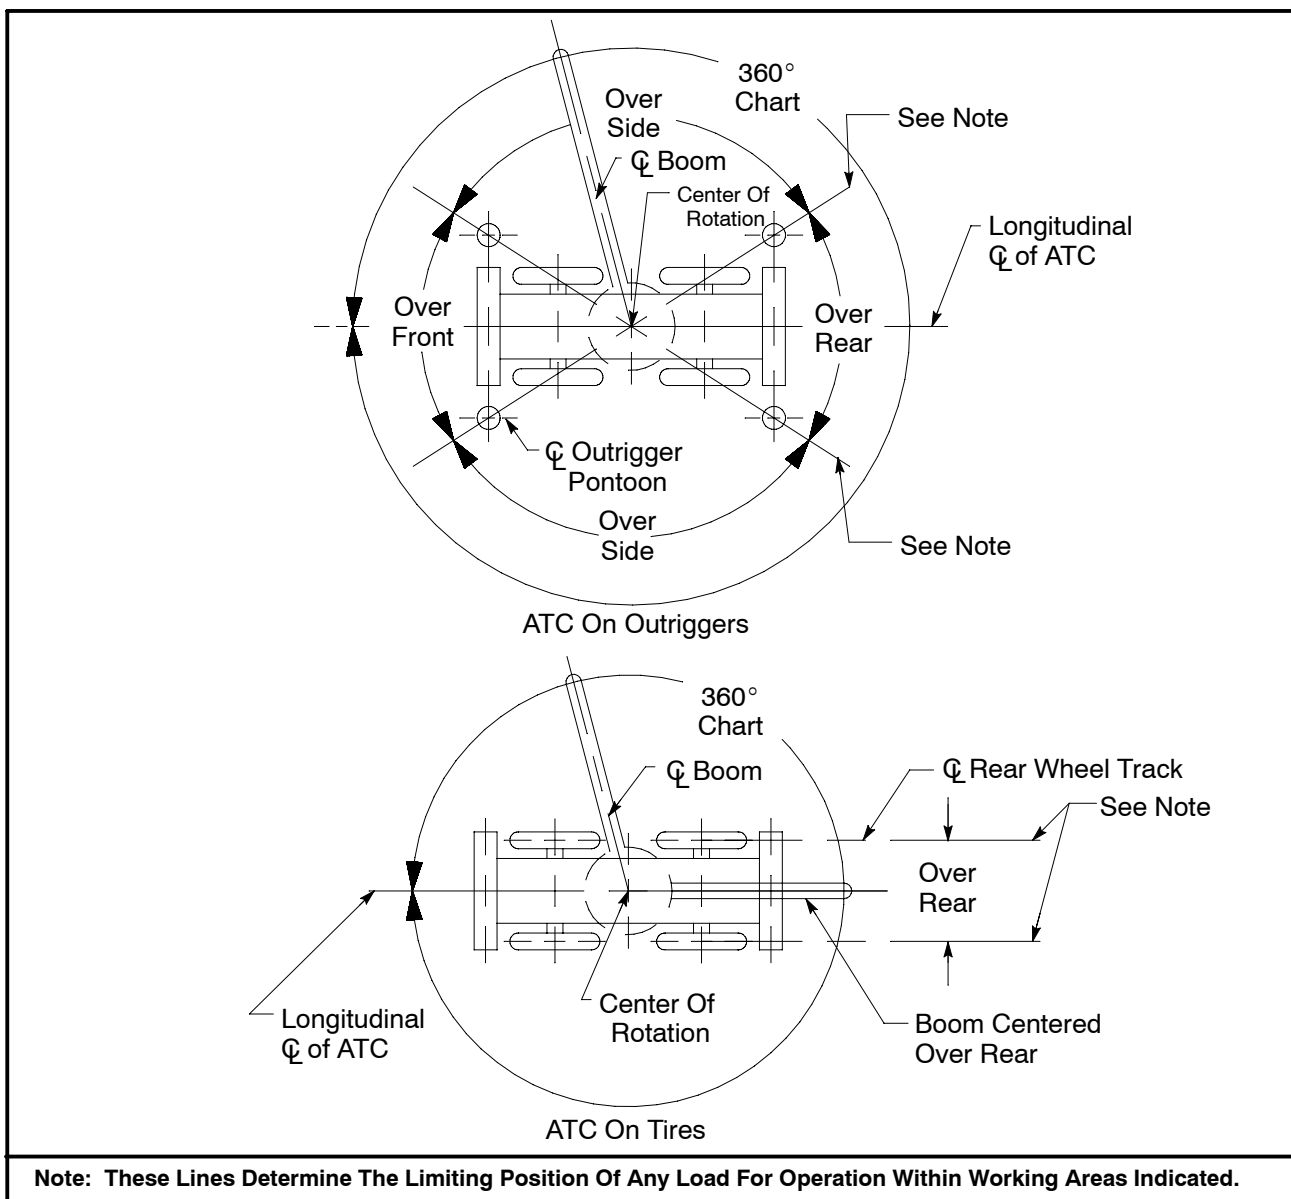 360°
Chart
Over
Side
See Note
℄ Boom
Center Of
Rotation
Longitudinal
℄ of ATC
Over
Front
Over
Rear
℄ Outrigger
Pontoon
Over
Side
See Note
ATC On Outriggers
360°
Chart
℄ Boom
℄ Rear Wheel Track
See Note
Over
Rear
Center Of
Rotation
Longitudinal
℄ of ATC
Boom Centered
Over Rear
ATC On Tires
Note: These Lines Determine The Limiting Position Of Any Load For Operation Within Working Areas Indicated.